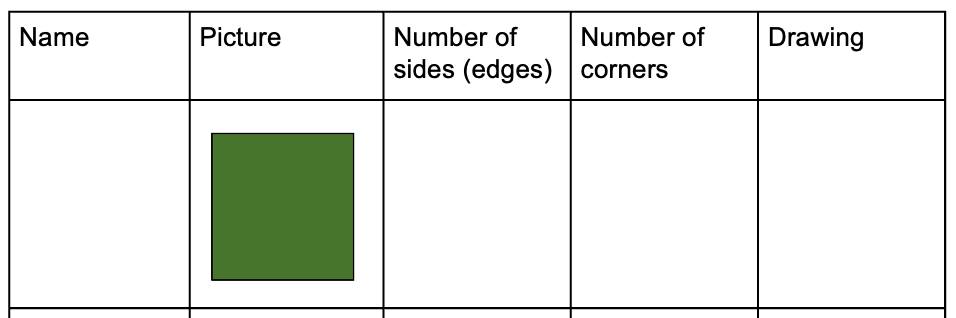 Name
Picture
Number of
sides (edges)
Number of
corners
Drawing